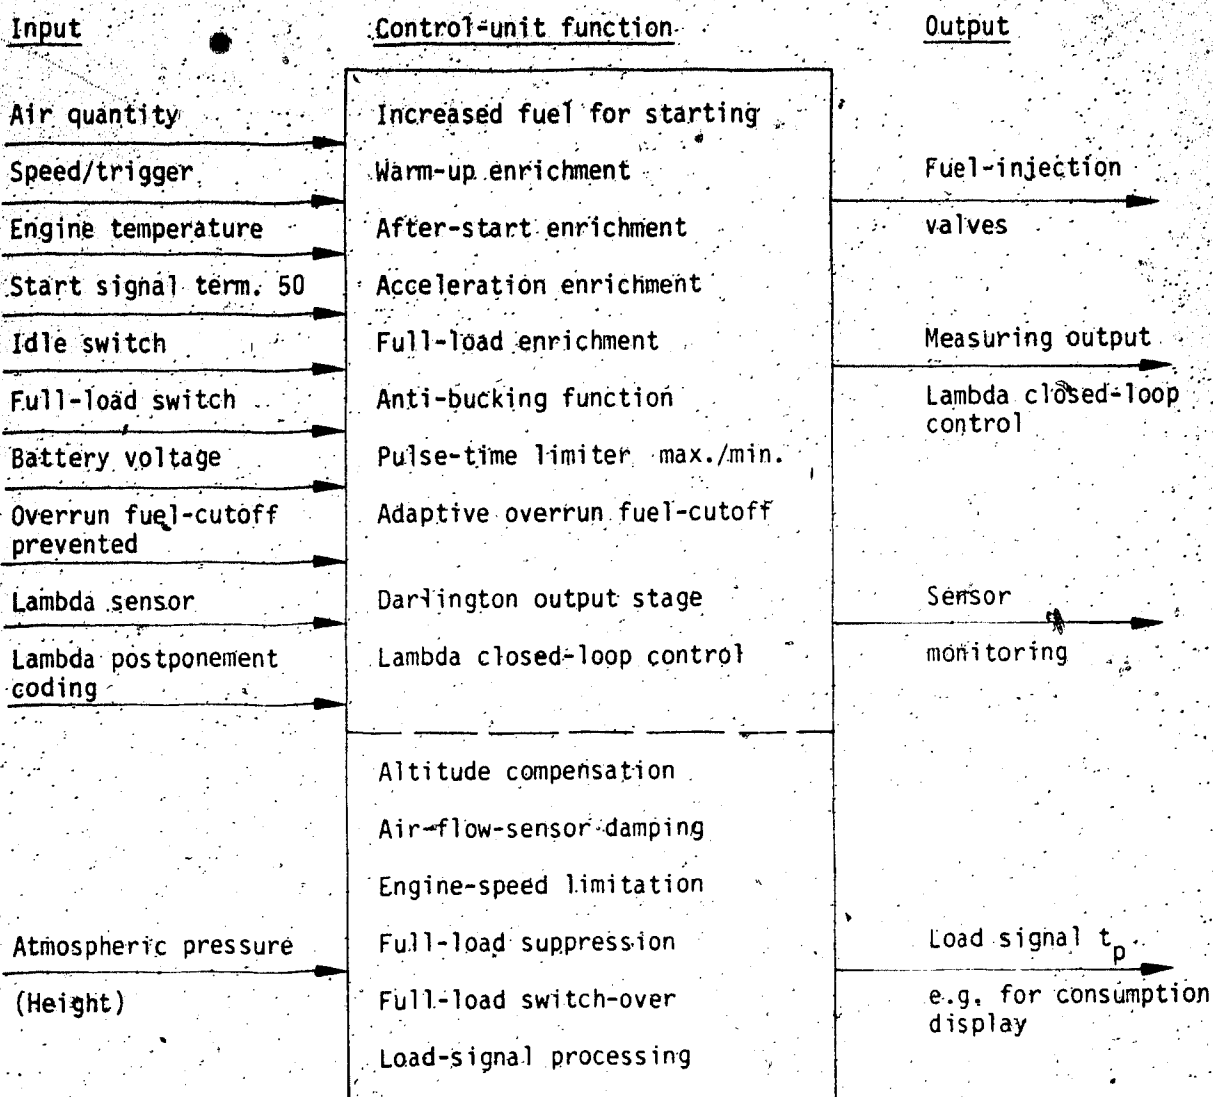 Input
Control-unit function
Output
Air quantity
Increased fuel for starting
Speed/trigger
Warm-up enrichment
Fuel-injection
Engine temperature
After-start enrichment
valves
Start signal term. 50
Acceleration enrichment
Idle switch
Full-load enrichment
Measuring output
Full-load switch
Anti-bucking function
Lambda closed-loop
control
Battery voltage
Pulse-time limiter max./min.
Overrun fuel-cutoff
prevented
Adaptive overrun fuel-cutoff
Lambda sensor
Darlington output stage
Sensor
Lambda postponement
coding
Lambda closed-loop control
monitoring
Altitude compensation
Air-flow-sensor damping
Engine-speed limitation
Atmospheric pressure
Full-load suppression
Load signal tp
(Height)
Full-load switch-over
e.g. for consumption
display
Load-signal processing